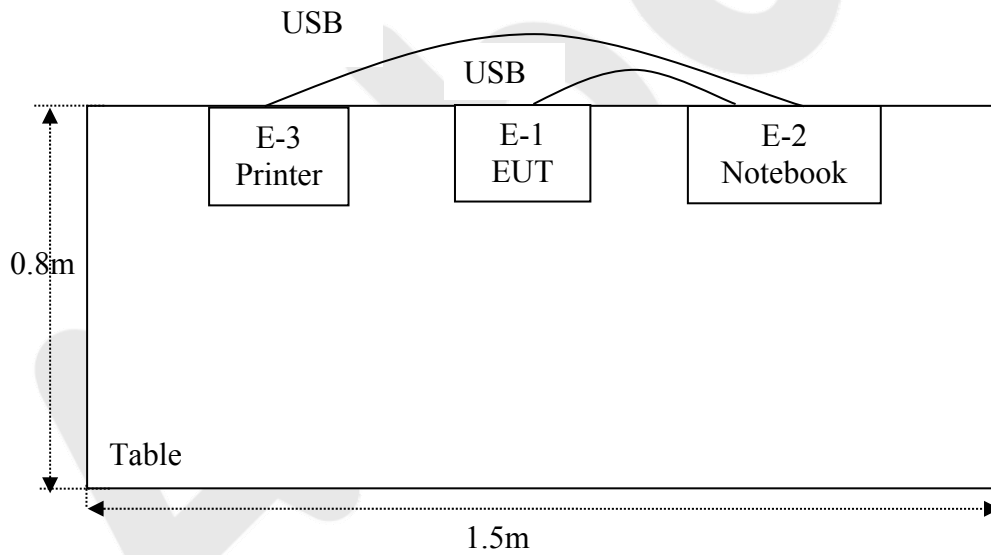 USB
USB
E-3
Printer
E-1
EUT
E-2
Notebook
0.8m
Table
1.5m